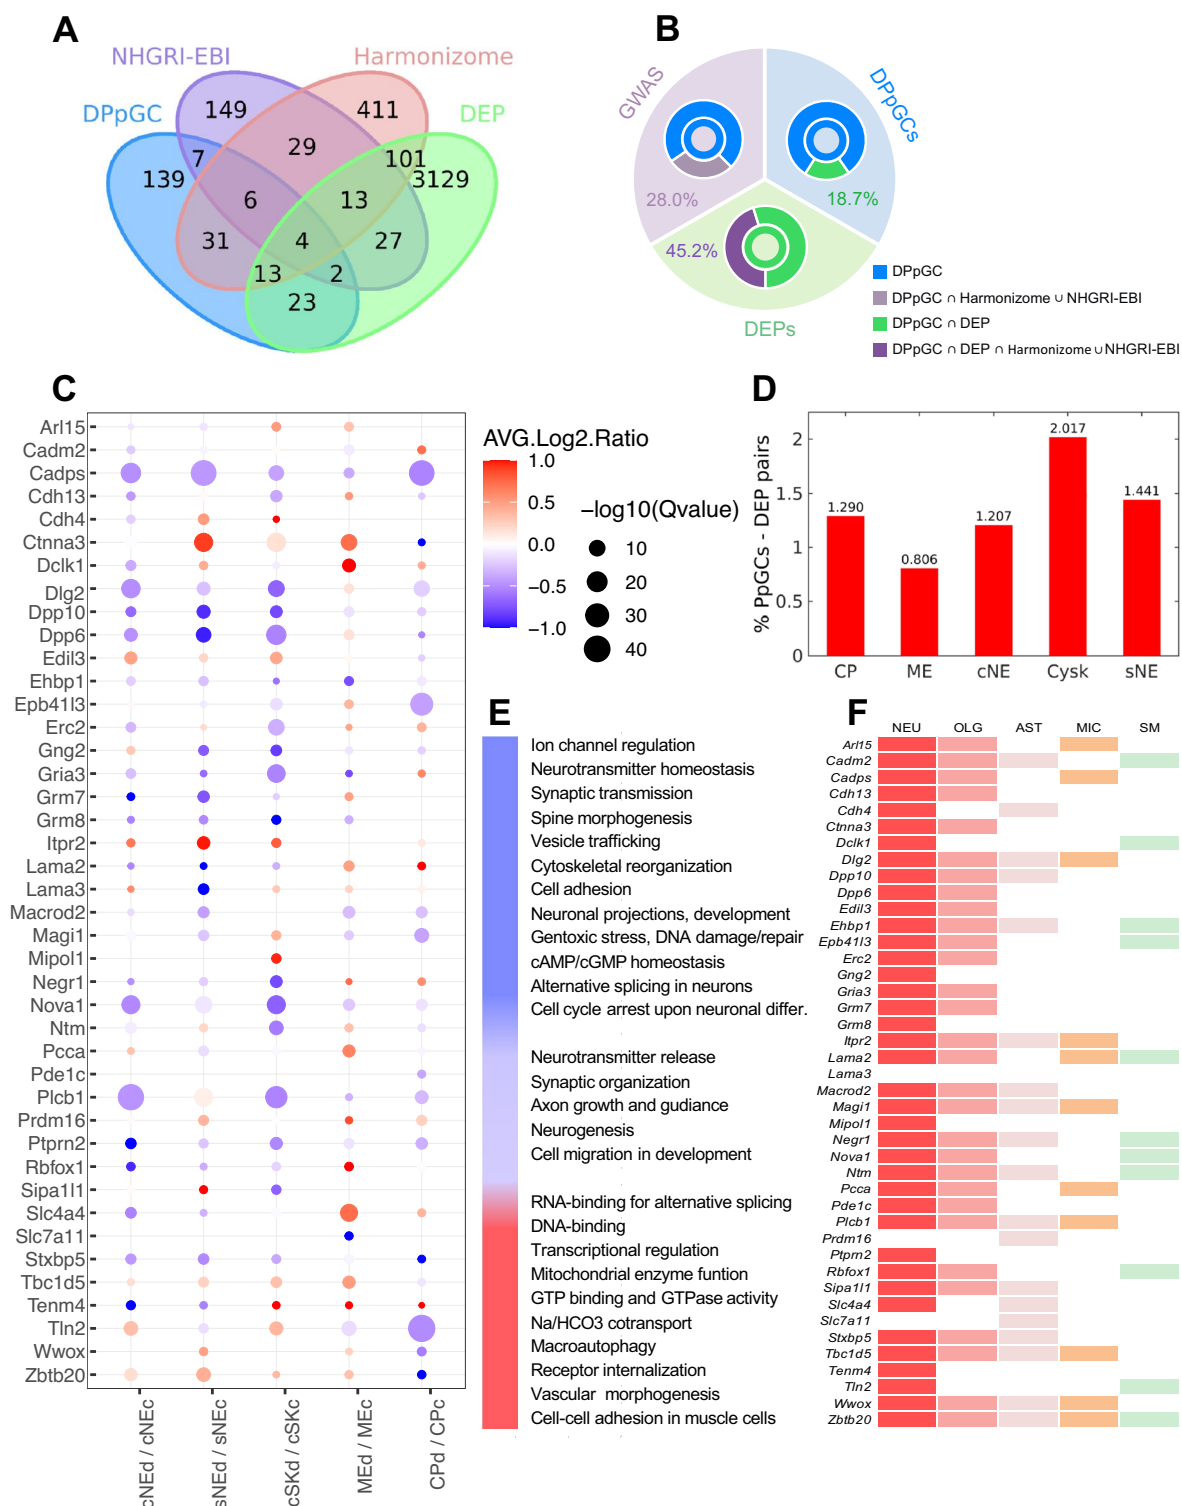 A
NHGRI-EBI
Harmonizome
DPpGC
DEP
149
411
7
29
101
139
3129
6
13
31
4
27
13
2
23
B
GWAS
DPpGCs
28.0%
18.7%
45.2%
DEPs
DPpGC
DPpGC ∩ Harmonizome ∪ NHGRI-EBI
DPpGC ∩ DEP
DPpGC ∩ DEP ∩ Harmonizome ∪ NHGRI-EBI
C
Arl15
Cadm2
Cadps
Cdh13
Cdh4
Ctnna3
Dclk1
Dlg2
Dpp10
Dpp6
Edil3
Ehbp1
Epb41l3
Erc2
Gng2
Gria3
Grm7
Grm8
Itpr2
Lama2
Lama3
Macrod2
Magi1
Mipol1
Negr1
Nova1
Ntm
Pcca
Pde1c
Plcb1
Prdm16
Ptprn2
Rbfox1
Sipa1l1
Slc4a4
Slc7a11
Stxbp5
Tbc1d5
Tenm4
Tln2
Wwox
Zbtb20
cNEd / cNEc
sNEd / sNEc
cSKd / cSKc
MEd / MEc
CPd / CPc
AVG.Log2.Ratio
1.0
0.5
0.0
−0.5
−1.0
−log10(Qvalue)
10
20
30
40
D
% PpGCs - DEP pairs
2
1.5
1
0.5
0
1.290
0.806
1.207
2.017
1.441
CP
ME
cNE
Cysk
sNE
E
Ion channel regulation
Neurotransmitter homeostasis
Synaptic transmission
Spine morphogenesis
Vesicle trafficking
Cytoskeletal reorganization
Cell adhesion
Neuronal projections, development
Gentoxic stress, DNA damage/repair
cAMP/cGMP homeostasis
Alternative splicing in neurons
Cell cycle arrest upon neuronal differ.
Neurotransmitter release
Synaptic organization
Axon growth and gudiance
Neurogenesis
Cell migration in development
RNA-binding for alternative splicing
DNA-binding
Transcriptional regulation
Mitochondrial enzyme funtion
GTP binding and GTPase activity
Na/HCO3 cotransport
Macroautophagy
Receptor internalization
Vascular morphogenesis
Cell-cell adhesion in muscle cells
F
NEU OLG AST MIC SM
Arl15
Cadm2
Cadps
Cdh13
Cdh4
Ctnna3
Dclk1
Dlg2
Dpp10
Dpp6
Edil3
Ehbp1
Epb41l3
Erc2
Gng2
Gria3
Grm7
Grm8
Itpr2
Lama2
Lama3
Macrod2
Magi1
Mipol1
Negr1
Nova1
Ntm
Pcca
Pde1c
Plcb1
Prdm16
Ptprn2
Rbfox1
Sipa1l1
Slc4a4
Slc7a11
Stxbp5
Tbc1d5
Tenm4
Tln2
Wwox
Zbtb20